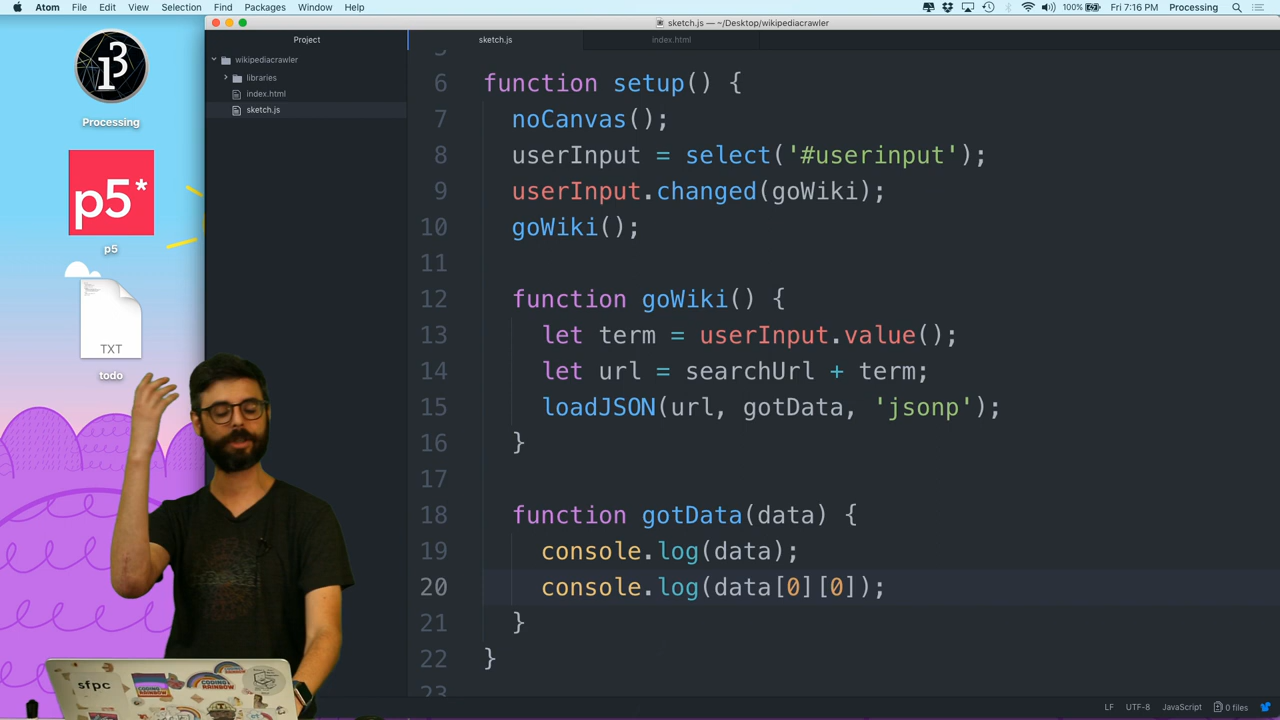 Atom File Edit View Selection Find Packages Window Help 100% Fri 7:16 PM Processing
sketch.js — ~/Desktop/wikipediacrawler
Project sketch.js index.html
wikipediacrawler
libraries
index.html
sketch.js
Processing
p5*
p5
TXT
todo
5
6 function setup() {
7 noCanvas();
8 userInput = select('#userinput');
9 userInput.changed(goWiki);
10 goWiki();
11
12 function goWiki() {
13 let term = userInput.value();
14 let url = searchUrl + term;
15 loadJSON(url, gotData, 'jsonp');
16 }
17
18 function gotData(data) {
19 console.log(data);
20 console.log(data[0][0]);
21 }
22 }
23
sfpc
CODING RAINBOW
LF UTF-8 JavaScript 0 files